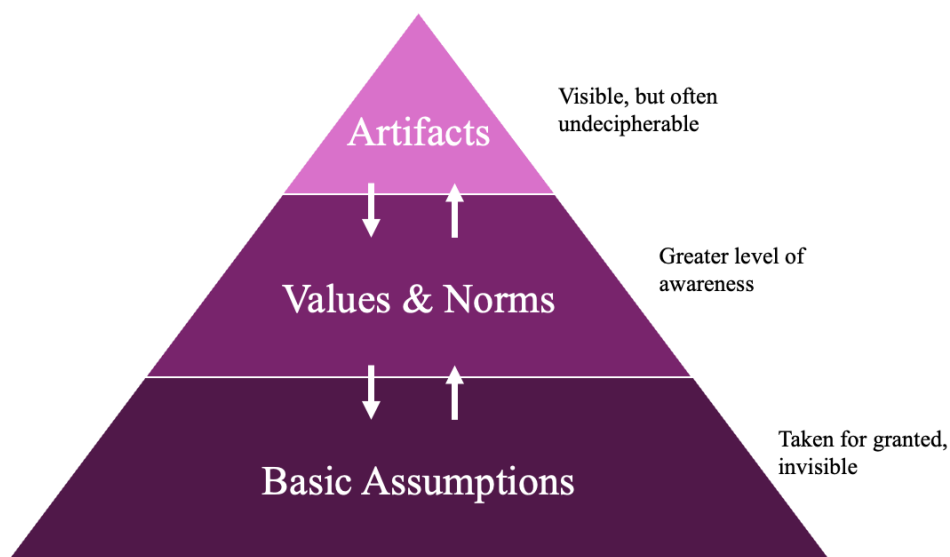 Artifacts
Visible, but often
undecipherable
Values & Norms
Greater level of
awareness
Basic Assumptions
Taken for granted,
invisible